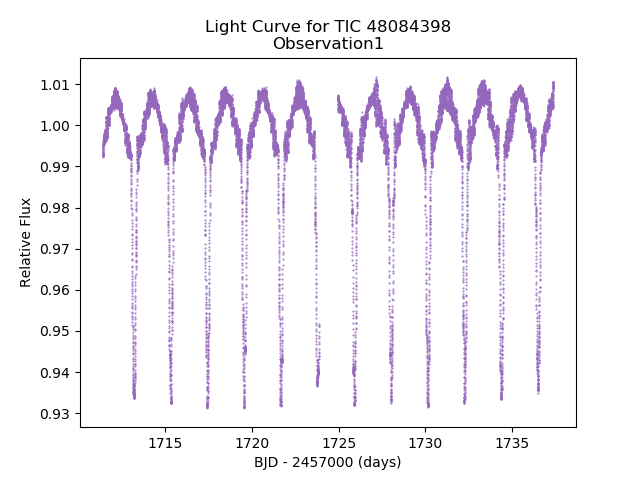 Light Curve for TIC 48084398
Observation1
Relative Flux
1.01
1.00
0.99
0.98
0.97
0.96
0.95
0.94
0.93
1715 1720 1725 1730 1735
BJD - 2457000 (days)